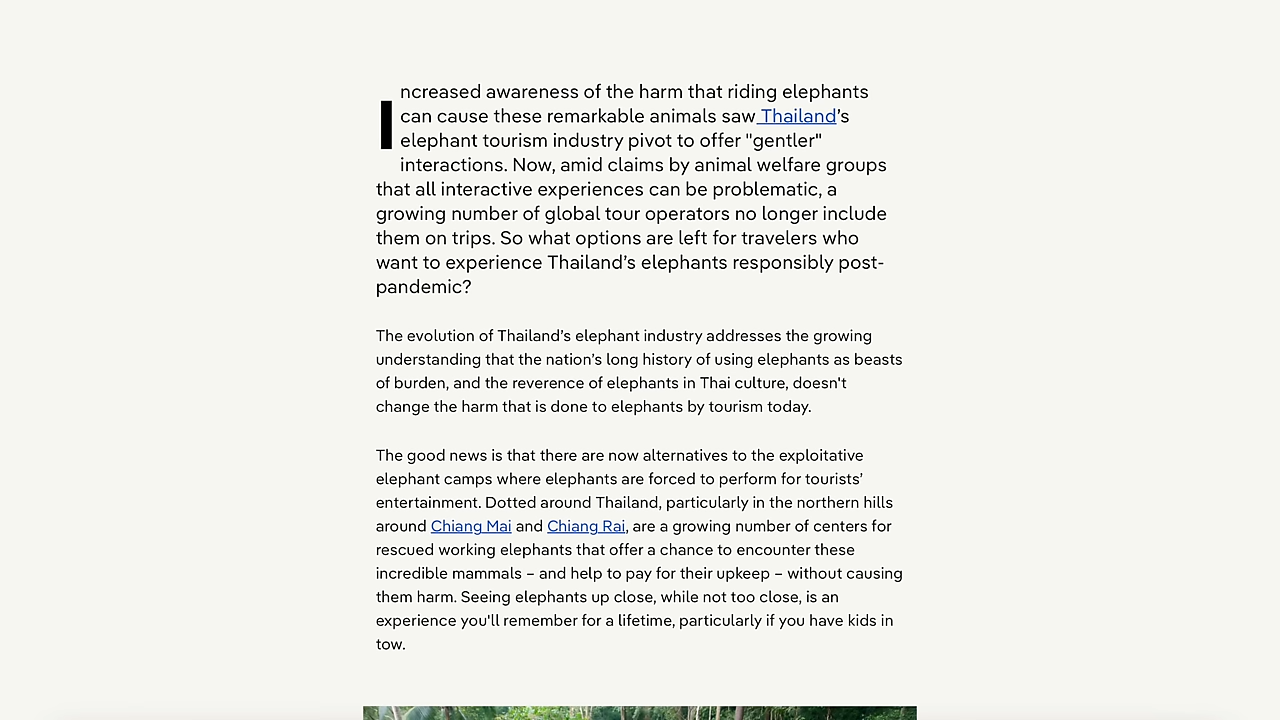 Increased awareness of the harm that riding elephants
can cause these remarkable animals saw Thailand’s
elephant tourism industry pivot to offer "gentler"
interactions. Now, amid claims by animal welfare groups
that all interactive experiences can be problematic, a
growing number of global tour operators no longer include
them on trips. So what options are left for travelers who
want to experience Thailand’s elephants responsibly post-
pandemic?
The evolution of Thailand’s elephant industry addresses the growing
understanding that the nation’s long history of using elephants as beasts
of burden, and the reverence of elephants in Thai culture, doesn't
change the harm that is done to elephants by tourism today.
The good news is that there are now alternatives to the exploitative
elephant camps where elephants are forced to perform for tourists’
entertainment. Dotted around Thailand, particularly in the northern hills
around Chiang Mai and Chiang Rai, are a growing number of centers for
rescued working elephants that offer a chance to encounter these
incredible mammals – and help to pay for their upkeep – without causing
them harm. Seeing elephants up close, while not too close, is an
experience you'll remember for a lifetime, particularly if you have kids in
tow.